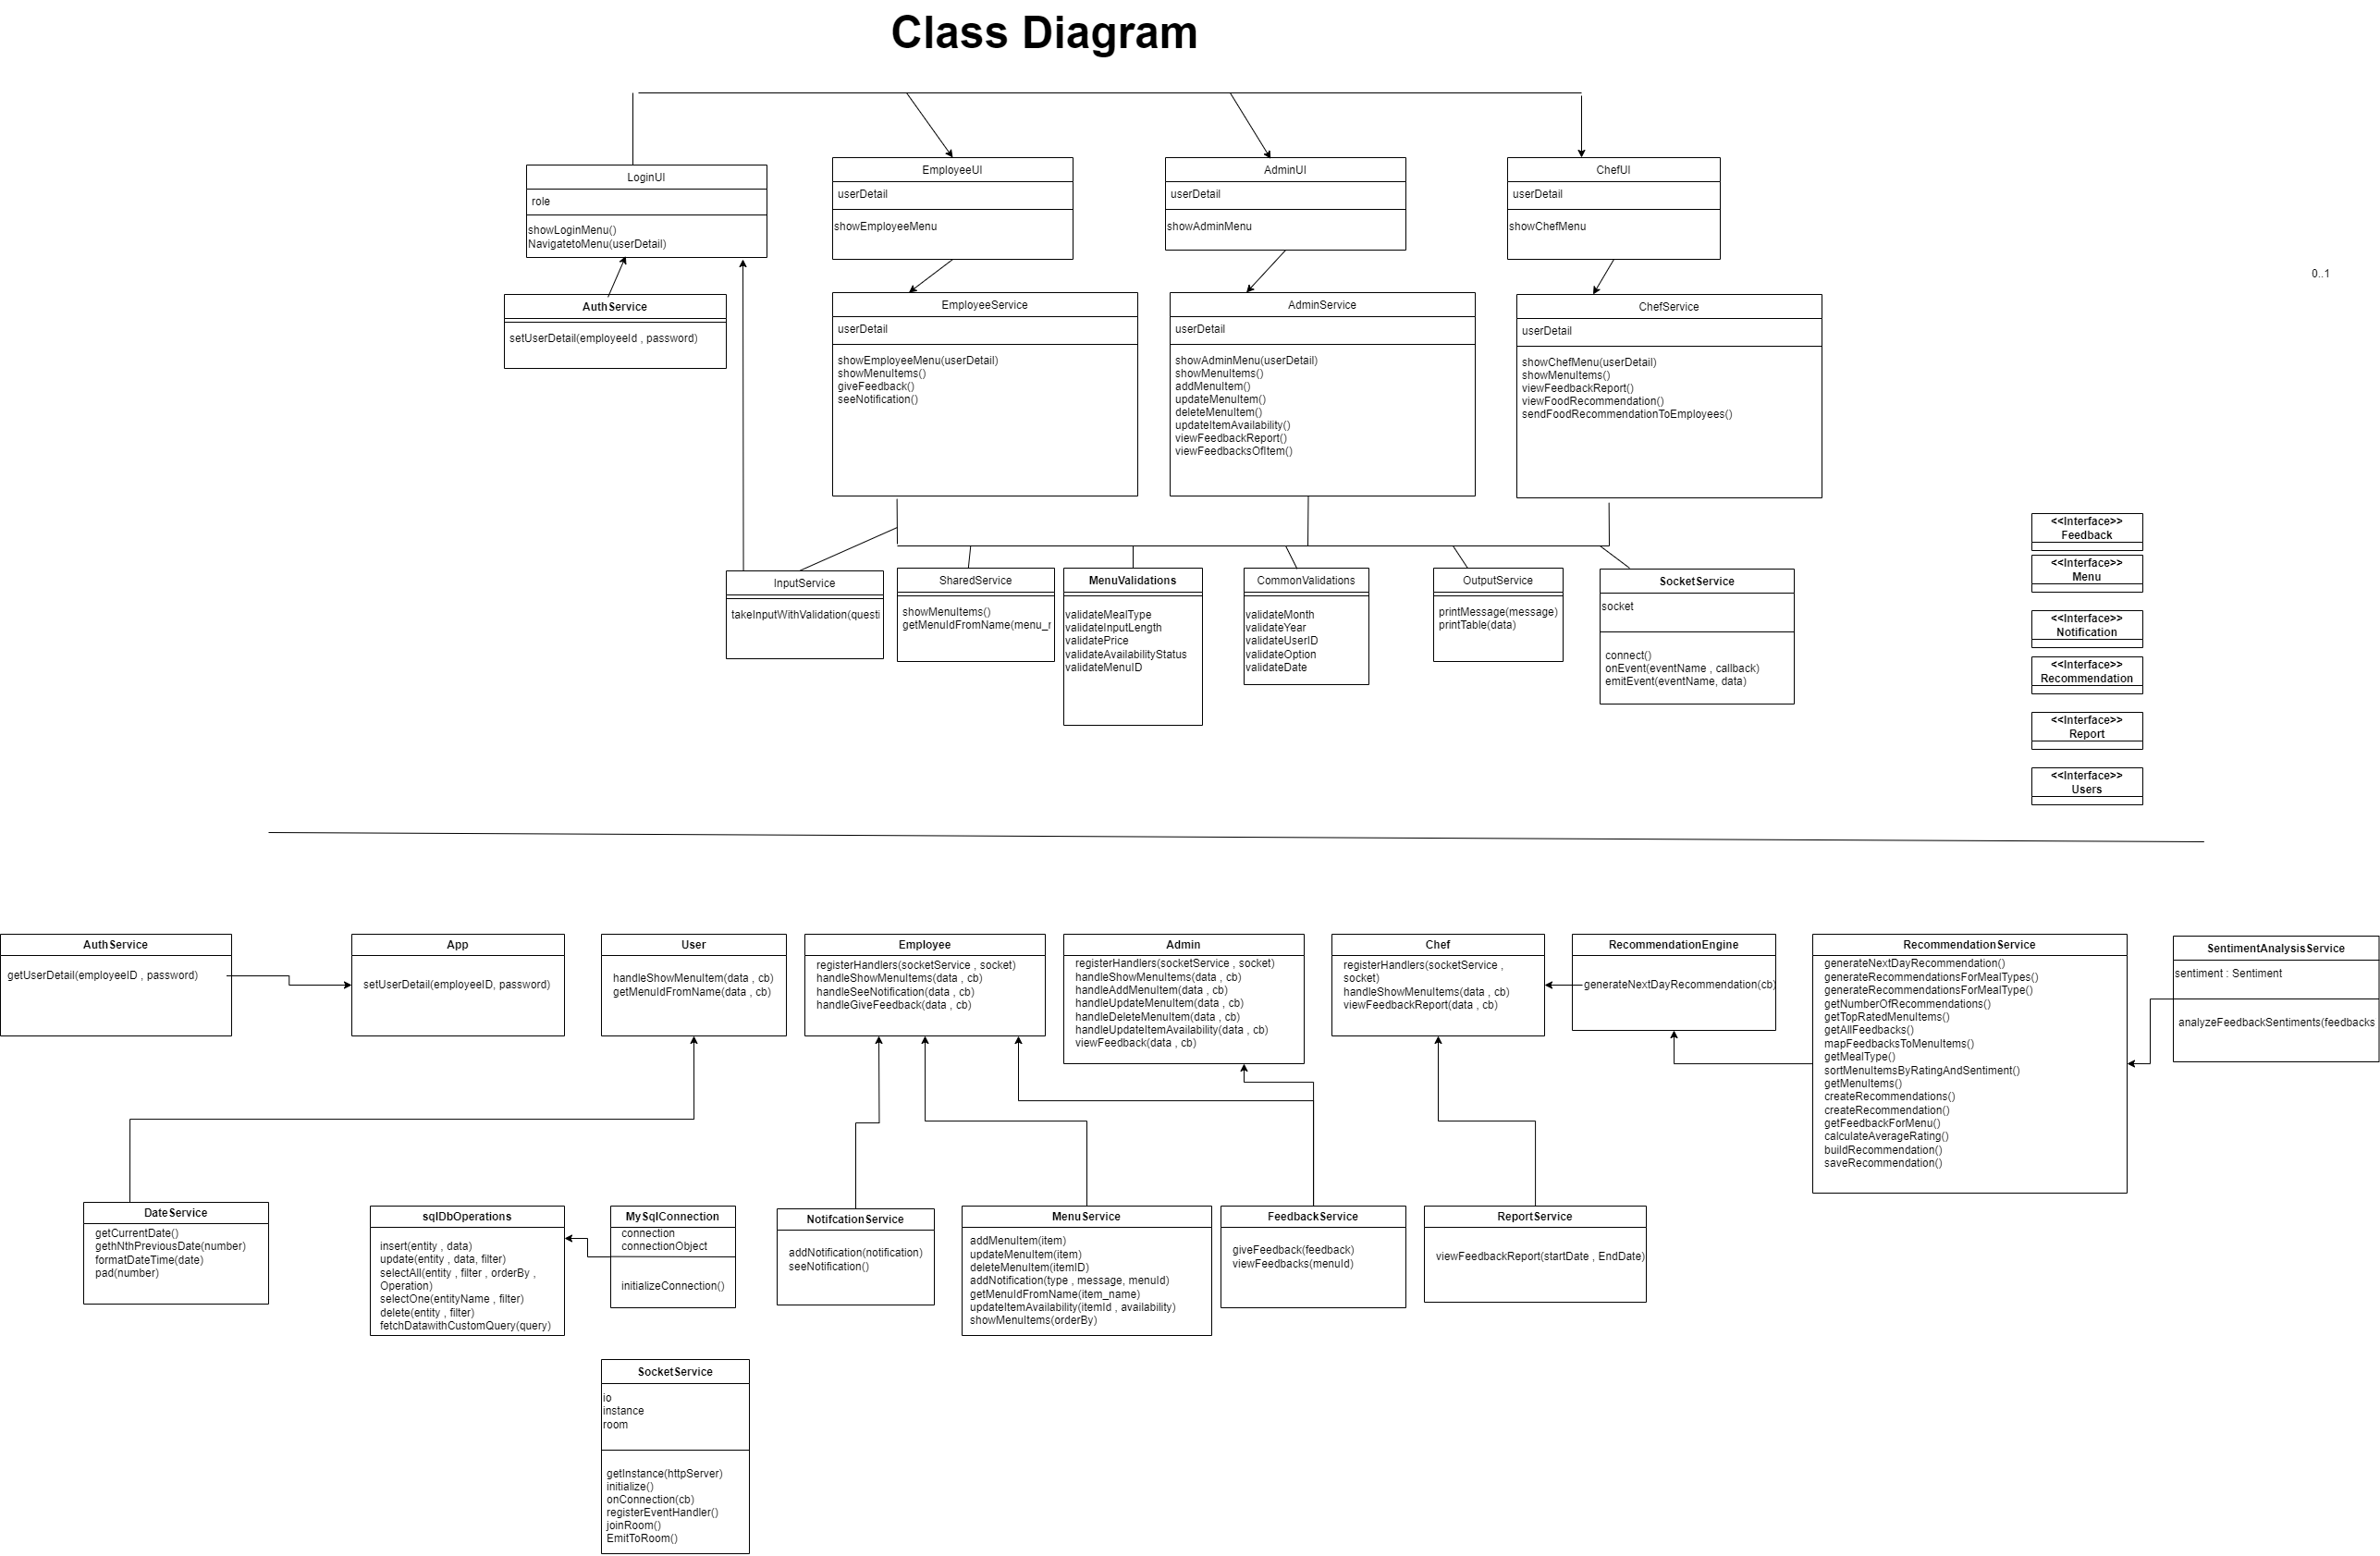 Class Diagram
LoginUI
role
showLoginMenu()
NavigatetoMenu(userDetail)
EmployeeUI
userDetail
showEmployeeMenu
AdminUI
userDetail
showAdminMenu
ChefUI
userDetail
showChefMenu
0..1
AuthService
setUserDetail(employeeId , password)
EmployeeService
userDetail
showEmployeeMenu(userDetail)
showMenuItems()
giveFeedback()
seeNotification()
AdminService
userDetail
showAdminMenu(userDetail)
showMenuItems()
addMenuItem()
updateMenuItem()
deleteMenuItem()
updateItemAvailability()
viewFeedbackReport()
viewFeedbacksOfItem()
ChefService
userDetail
showChefMenu(userDetail)
showMenuItems()
viewFeedbackReport()
viewFoodRecommendation()
sendFoodRecommendationToEmployees()
InputService
takeInputWithValidation(questi
SharedService
showMenuItems()
getMenuIdFromName(menu_r
MenuValidations
validateMealType
validateInputLength
validatePrice
validateAvailabilityStatus
validateMenuID
CommonValidations
validateMonth
validateYear
validateUserID
validateOption
validateDate
OutputService
printMessage(message)
printTable(data)
SocketService
socket
connect()
onEvent(eventName , callback)
emitEvent(eventName, data)
<<Interface>>
Feedback
<<Interface>>
Menu
<<Interface>>
Notification
<<Interface>>
Recommendation
<<Interface>>
Report
<<Interface>>
Users
AuthService
getUserDetail(employeeID , password)
App
setUserDetail(employeeID, password)
User
handleShowMenuItem(data , cb)
getMenuIdFromName(data , cb)
Employee
registerHandlers(socketService , socket)
handleShowMenuItems(data , cb)
handleSeeNotification(data , cb)
handleGiveFeedback(data , cb)
Admin
registerHandlers(socketService , socket)
handleShowMenuItems(data , cb)
handleAddMenuItem(data , cb)
handleUpdateMenuItem(data , cb)
handleDeleteMenuItem(data , cb)
handleUpdateItemAvailability(data , cb)
viewFeedback(data , cb)
Chef
registerHandlers(socketService ,
socket)
handleShowMenuItems(data , cb)
viewFeedbackReport(data , cb)
RecommendationEngine
generateNextDayRecommendation(cb)
RecommendationService
generateNextDayRecommendation()
generateRecommendationsForMealTypes()
generateRecommendationsForMealType()
getNumberOfRecommendations()
getTopRatedMenuItems()
getAllFeedbacks()
mapFeedbacksToMenuItems()
getMealType()
sortMenuItemsByRatingAndSentiment()
getMenuItems()
createRecommendations()
createRecommendation()
getFeedbackForMenu()
calculateAverageRating()
buildRecommendation()
saveRecommendation()
SentimentAnalysisService
sentiment : Sentiment
analyzeFeedbackSentiments(feedbacks
DateService
getCurrentDate()
gethNthPreviousDate(number)
formatDateTime(date)
pad(number)
sqlDbOperations
insert(entity , data)
update(entity , data, filter)
selectAll(entity , filter , orderBy ,
Operation)
selectOne(entityName , filter)
delete(entity , filter)
fetchDatawithCustomQuery(query)
MySqlConnection
connection
connectionObject
initializeConnection()
NotifcationService
addNotification(notification)
seeNotification()
MenuService
addMenuItem(item)
updateMenuItem(item)
deleteMenuItem(itemID)
addNotification(type , message, menuId)
getMenuIdFromName(item_name)
updateItemAvailability(itemId , availability)
showMenuItems(orderBy)
FeedbackService
giveFeedback(feedback)
viewFeedbacks(menuId)
ReportService
viewFeedbackReport(startDate , EndDate)
SocketService
io
instance
room
getInstance(httpServer)
initialize()
onConnection(cb)
registerEventHandler()
joinRoom()
EmitToRoom()